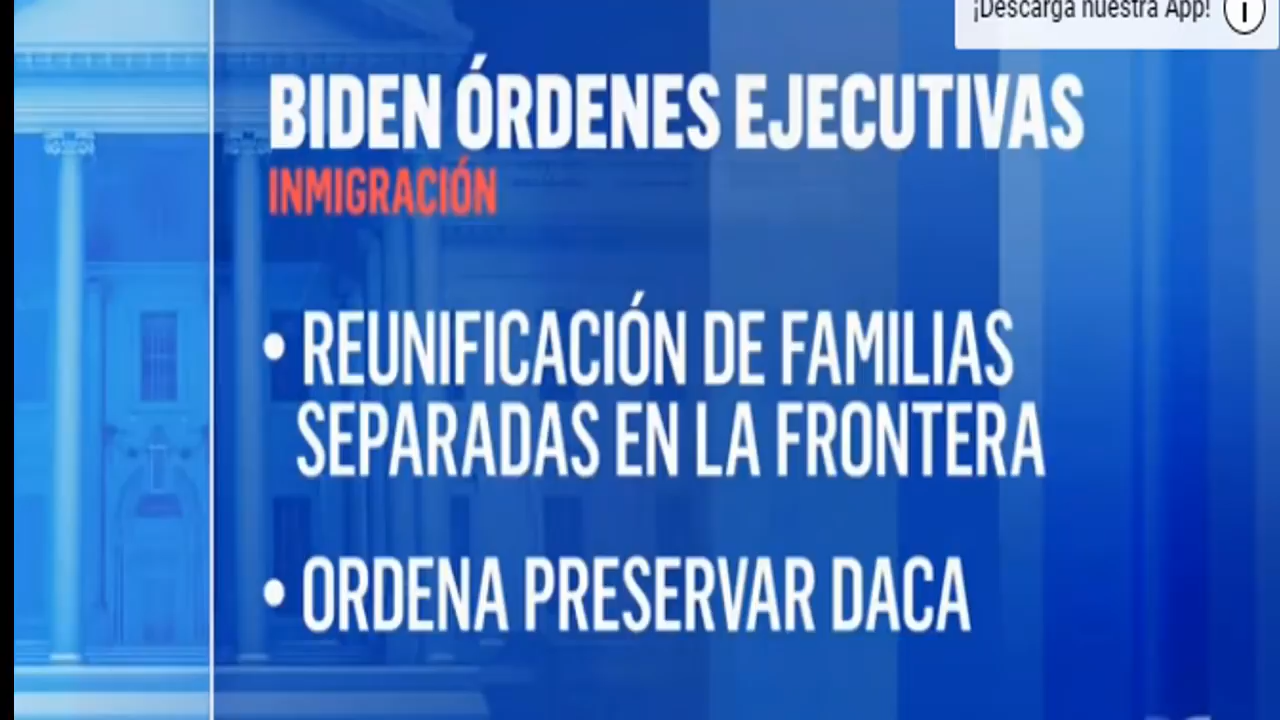 ¡Descarga nuestra App!
BIDEN ÓRDENES EJECUTIVAS
INMIGRACIÓN
• REUNIFICACIÓN DE FAMILIAS
SEPARADAS EN LA FRONTERA
• ORDENA PRESERVAR DACA